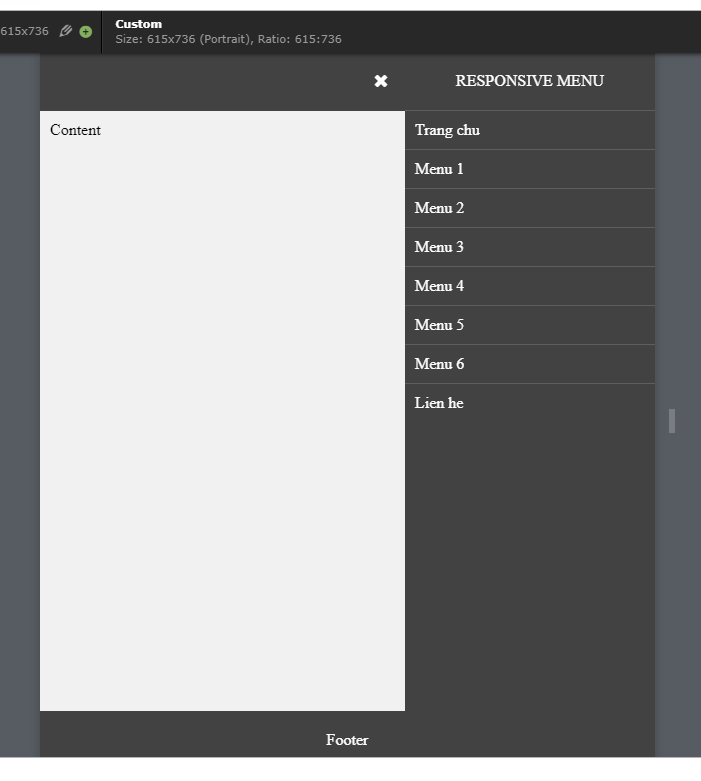 615x736
Custom
Size: 615x736 (Portrait), Ratio: 615:736
RESPONSIVE MENU
Content
Trang chu
Menu 1
Menu 2
Menu 3
Menu 4
Menu 5
Menu 6
Lien he
Footer